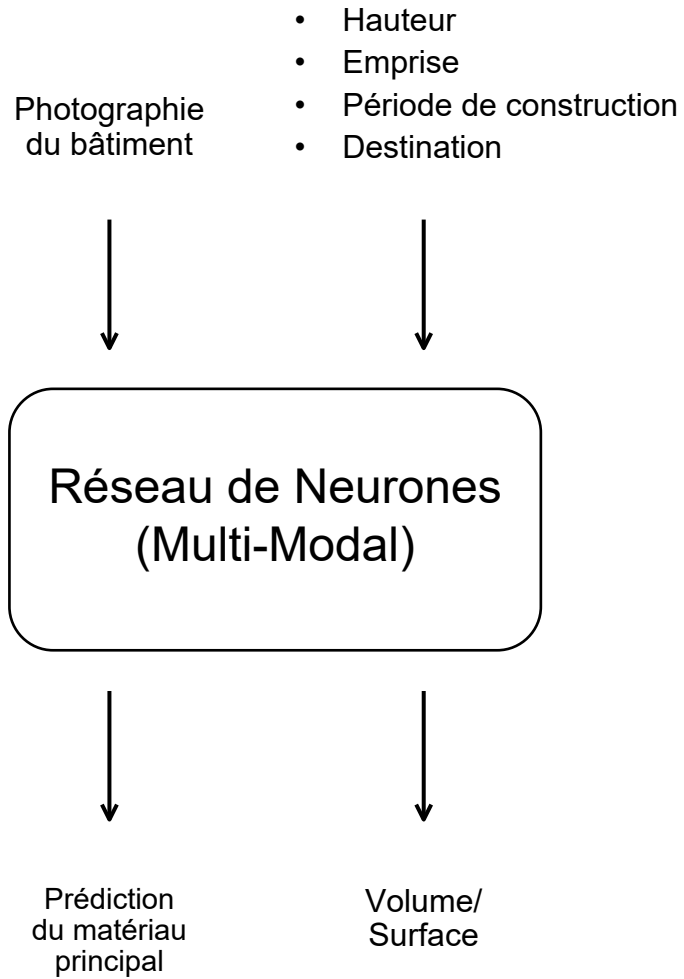 Photographie
du bâtiment
• Hauteur
• Emprise
• Période de construction
• Destination
Réseau de Neurones
(Multi-Modal)
Prédiction
du matériau
principal
Volume/
Surface